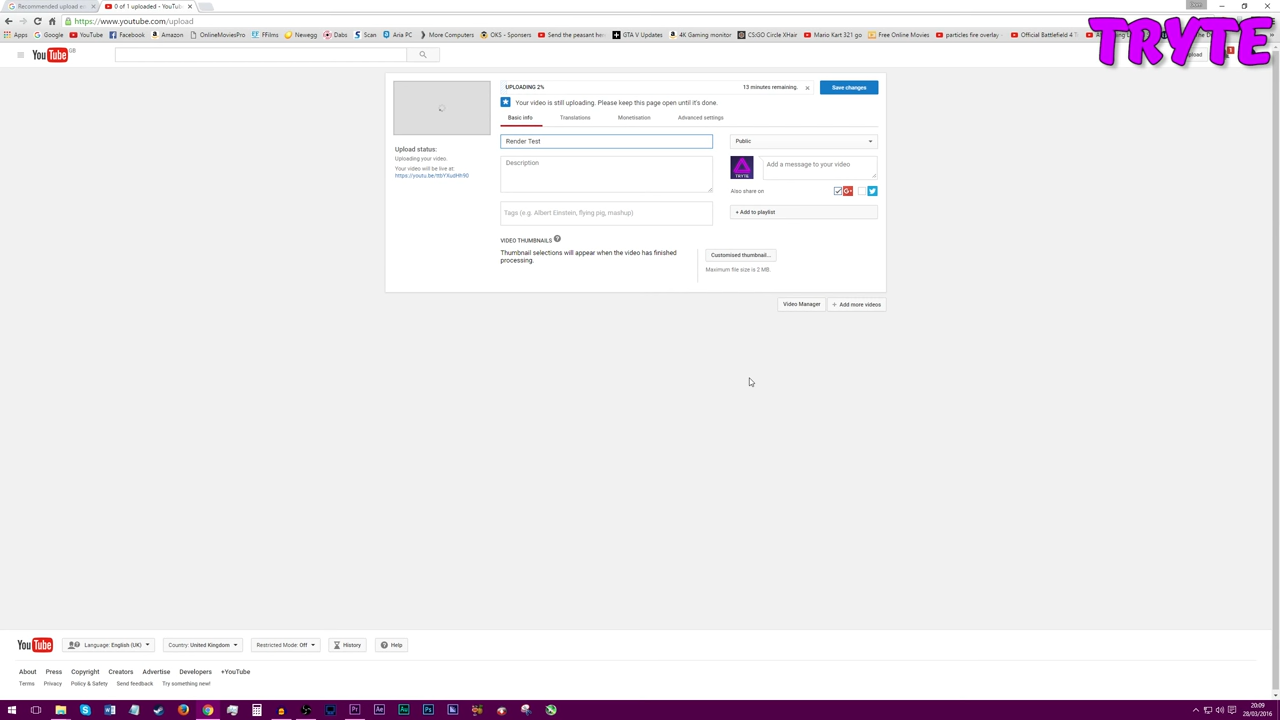 Recommended upload en
0 of 1 uploaded - YouTube
https://www.youtube.com/upload
Apps
Google
YouTube
Facebook
Amazon
OnlineMoviesPro
FFilms
Newegg
Dabs
Scan
Aria PC
More Computers
OKS - Sponsors
Send the peasant h
GTA V Updates
4K Gaming monitor
CS:GO Crosshair
Mario Kart 321 go
Free Online Movies
particles fire overlay
Official Battlefield 4
TRYTE
YouTube GB
Upload
UPLOADING 2%
13 minutes remaining.
Save changes
Your video is still uploading. Please keep this page open until it's done.
Basic info
Translations
Monetisation
Advanced settings
Render Test
Public
Upload status:
Uploading your video.
Your video will be live at:
Description
TRYTE
Add a message to your video
Also share on
Tags (e.g. Albert Einstein, flying pig, mashup)
+ Add to playlist
VIDEO THUMBNAILS
Thumbnail selections will appear when the video has finished
processing.
Customised thumbnail...
Maximum file size is 2 MB.
Video Manager
+ Add more videos
YouTube
Language: English (UK)
Country: United Kingdom
Restricted Mode: Off
History
Help
About
Press
Copyright
Creators
Advertise
Developers
+YouTube
Terms
Privacy
Policy & Safety
Send feedback
Try something new!
20:09
28/03/2016